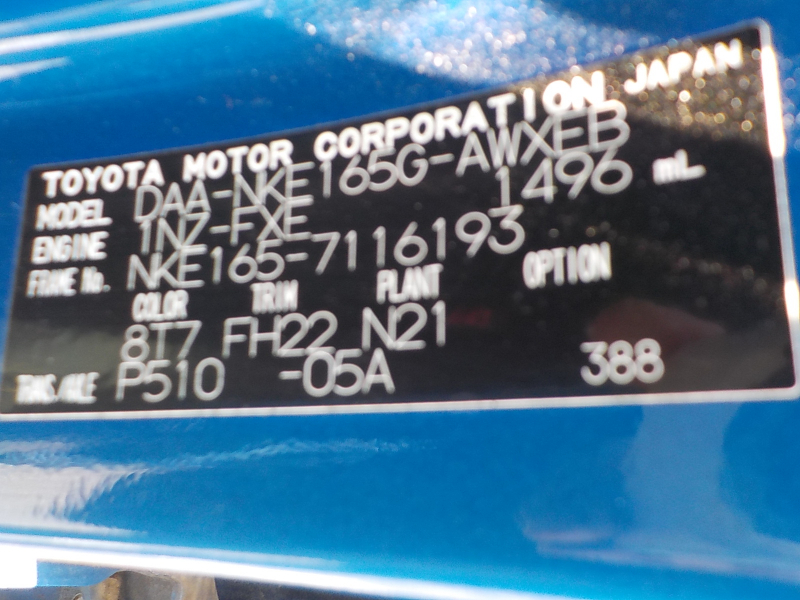 TOYOTA MOTOR CORPORATION JAPAN
MODEL DAA-NKE165G-AWXEB
ENGINE 1NZ-FXE 1496 mL
FRAME No. NKE165-7116193
COLOR TRIM PLANT OPTION
8T7 FH22 N21
TRANS./AXLE P510 -05A 388